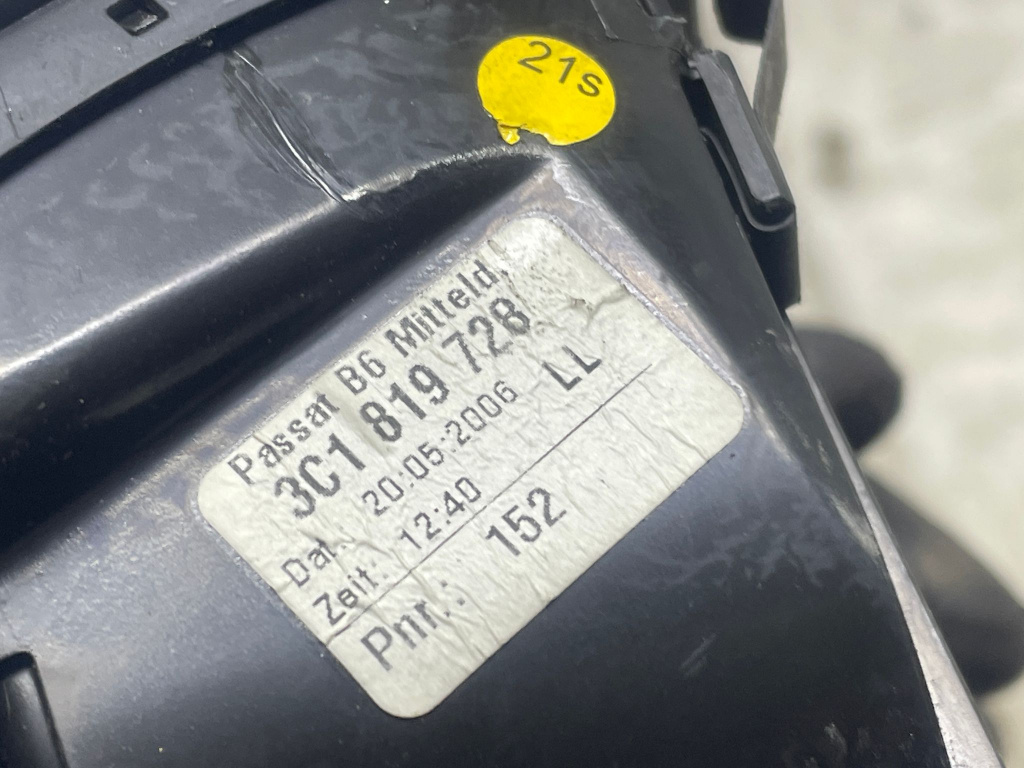 21s
Passat B6 Mitteld.
3C1 819 728
Dat.: 20.05.2006 LL
Zeit: 12:40
Pnr.: 152